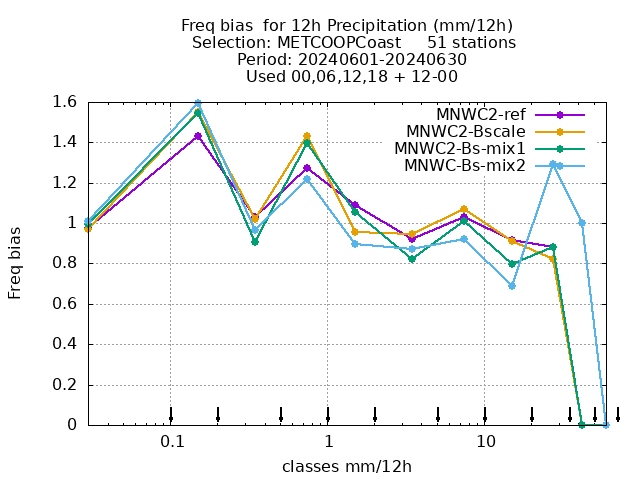 Freq bias  for 12h Precipitation (mm/12h)
Selection: METCOOPCoast     51 stations
Period: 20240601-20240630
Used 00,06,12,18 + 12-00
MNWC2-ref
MNWC2-Bscale
MNWC2-Bs-mix1
MNWC-Bs-mix2
Freq bias
1.6
1.4
1.2
1
0.8
0.6
0.4
0.2
0
0.1 1 10
classes mm/12h